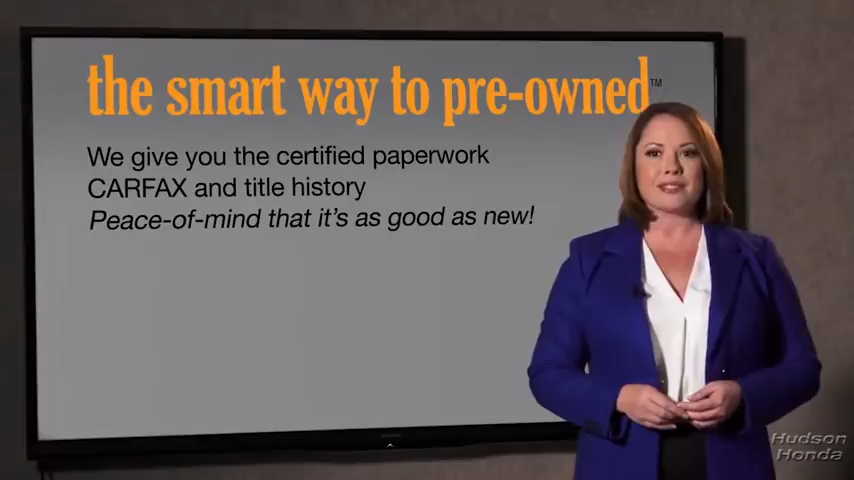 the smart way to pre-owned™
We give you the certified paperwork
CARFAX and title history
Peace-of-mind that it's as good as new!
Hudson
Honda